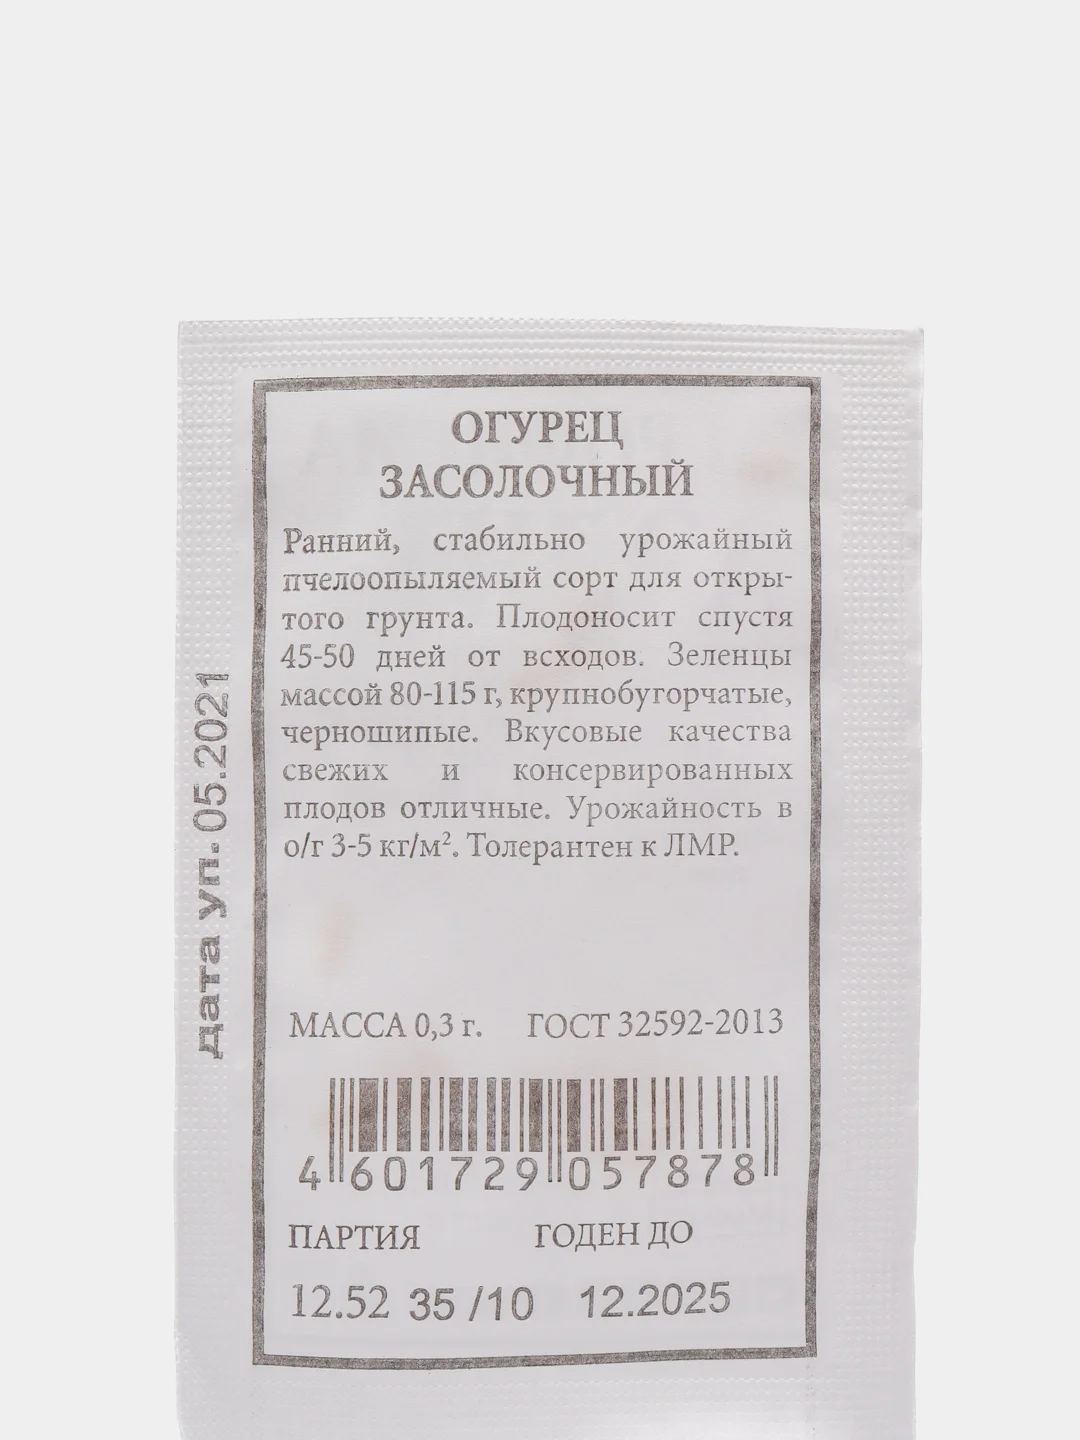 ОГУРЕЦ
ЗАСОЛОЧНЫЙ
Ранний, стабильно урожайный
пчелоопыляемый сорт для откры-
того грунта. Плодоносит спустя
45-50 дней от всходов. Зеленцы
массой 80-115 г, крупнобугорчатые,
черношипые. Вкусовые качества
свежих и консервированных
плодов отличные. Урожайность в
о/г 3-5 кг/м². Толерантен к ЛМР.
дата уп. 05.2021
МАССА 0,3 г. ГОСТ 32592-2013
4 601729 057878
ПАРТИЯ ГОДЕН ДО
12.52 35 /10 12.2025